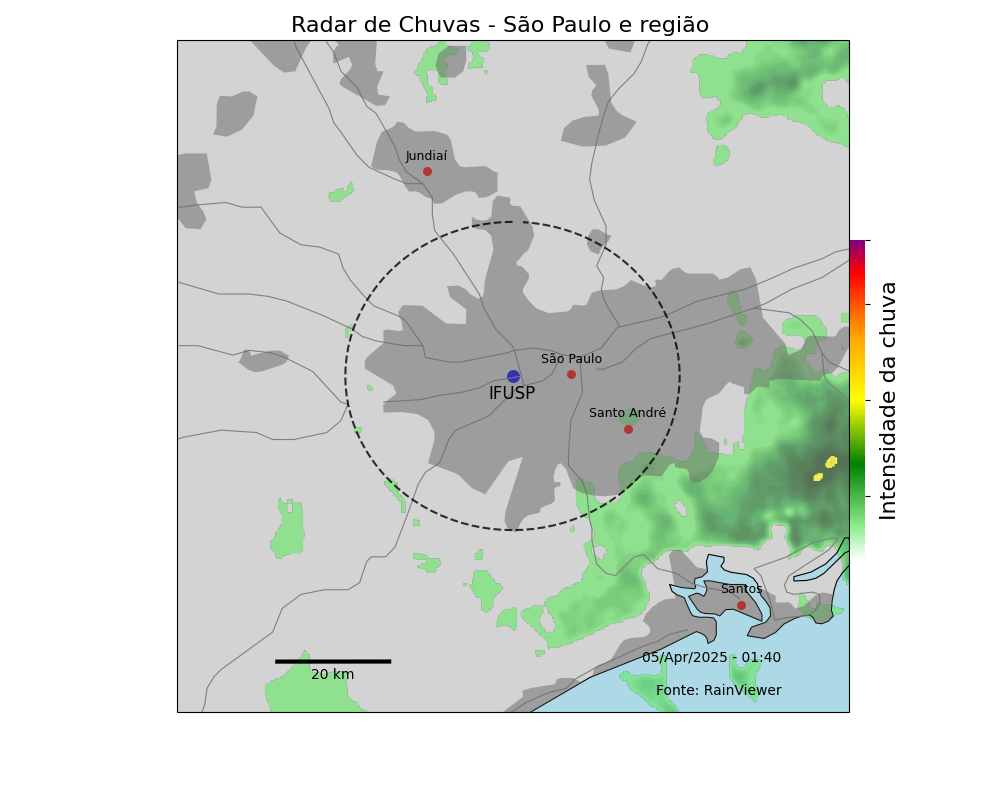 Radar de Chuvas - São Paulo e região
Jundiaí
São Paulo
IFUSP
Santo André
Intensidade da chuva
Santos
05/Apr/2025 - 01:40
20 km
Fonte: RainViewer